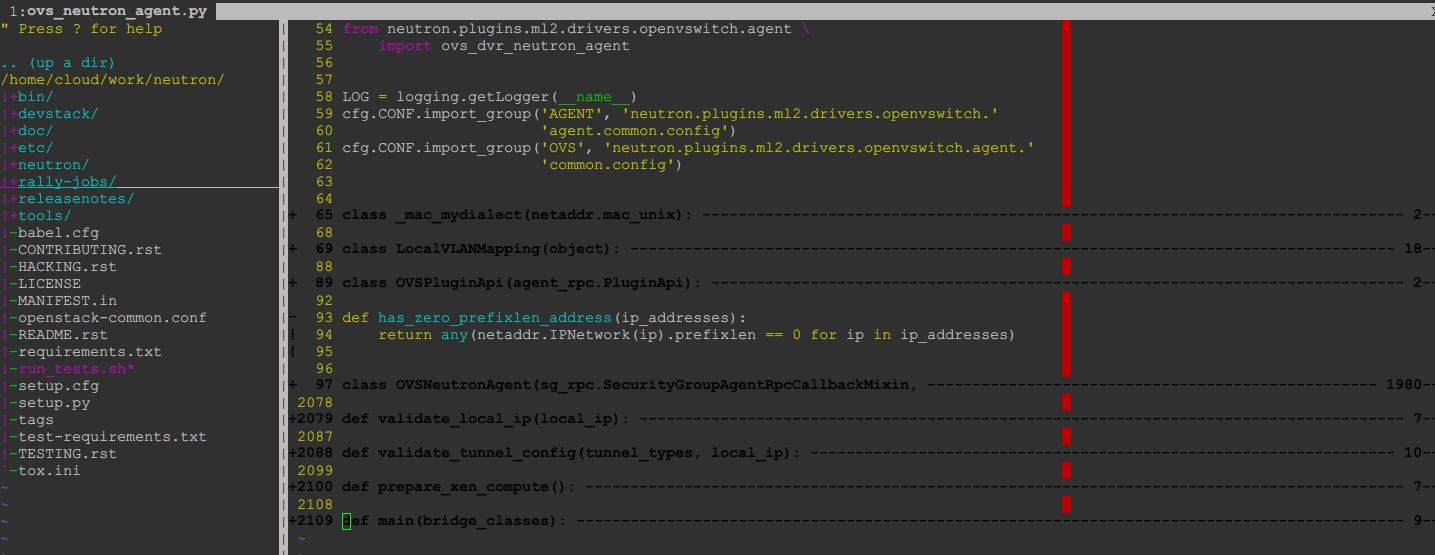 1:ovs_neutron_agent.py X
" Press ? for help
.. (up a dir)
/home/cloud/work/neutron/
|+bin/
|+devstack/
|+doc/
|+etc/
|+neutron/
|+rally-jobs/
|+releasenotes/
|+tools/
|-babel.cfg
|-CONTRIBUTING.rst
|-HACKING.rst
|-LICENSE
|-MANIFEST.in
|-openstack-common.conf
|-README.rst
|-requirements.txt
|-run_tests.sh*
|-setup.cfg
|-setup.py
|-tags
|-test-requirements.txt
|-TESTING.rst
`-tox.ini
~
~
~
~
54 from neutron.plugins.ml2.drivers.openvswitch.agent \
55     import ovs_dvr_neutron_agent
56
57
58 LOG = logging.getLogger(__name__)
59 cfg.CONF.import_group('AGENT', 'neutron.plugins.ml2.drivers.openvswitch.'
60                       'agent.common.config')
61 cfg.CONF.import_group('OVS', 'neutron.plugins.ml2.drivers.openvswitch.agent.'
62                       'common.config')
63
64
+ 65 class _mac_mydialect(netaddr.mac_unix): --- 2-
68
+ 69 class LocalVLANMapping(object): --- 18-
88
+ 89 class OVSPluginApi(agent_rpc.PluginApi): --- 2-
92
- 93 def has_zero_prefixlen_address(ip_addresses):
| 94     return any(netaddr.IPNetwork(ip).prefixlen == 0 for ip in ip_addresses)
| 95
96
+ 97 class OVSNeutronAgent(sg_rpc.SecurityGroupAgentRpcCallbackMixin, --- 1980-
2078
+2079 def validate_local_ip(local_ip): --- 7-
2087
+2088 def validate_tunnel_config(tunnel_types, local_ip): --- 10-
2099
+2100 def prepare_xen_compute(): --- 7-
2108
+2109 def main(bridge_classes): --- 9-
~